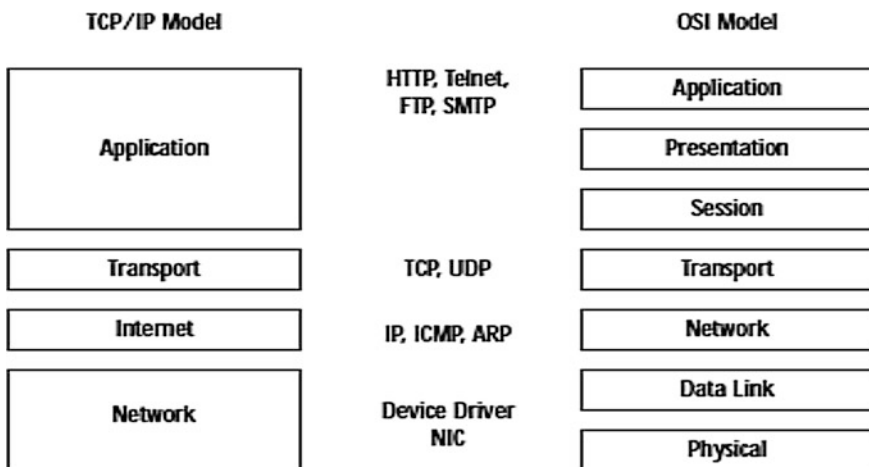 TCP/IP Model
OSI Model
Application
HTTP, Telnet,
FTP, SMTP
Application
Presentation
Session
Transport
TCP, UDP
Transport
Internet
IP, ICMP, ARP
Network
Network
Device Driver
NIC
Data Link
Physical